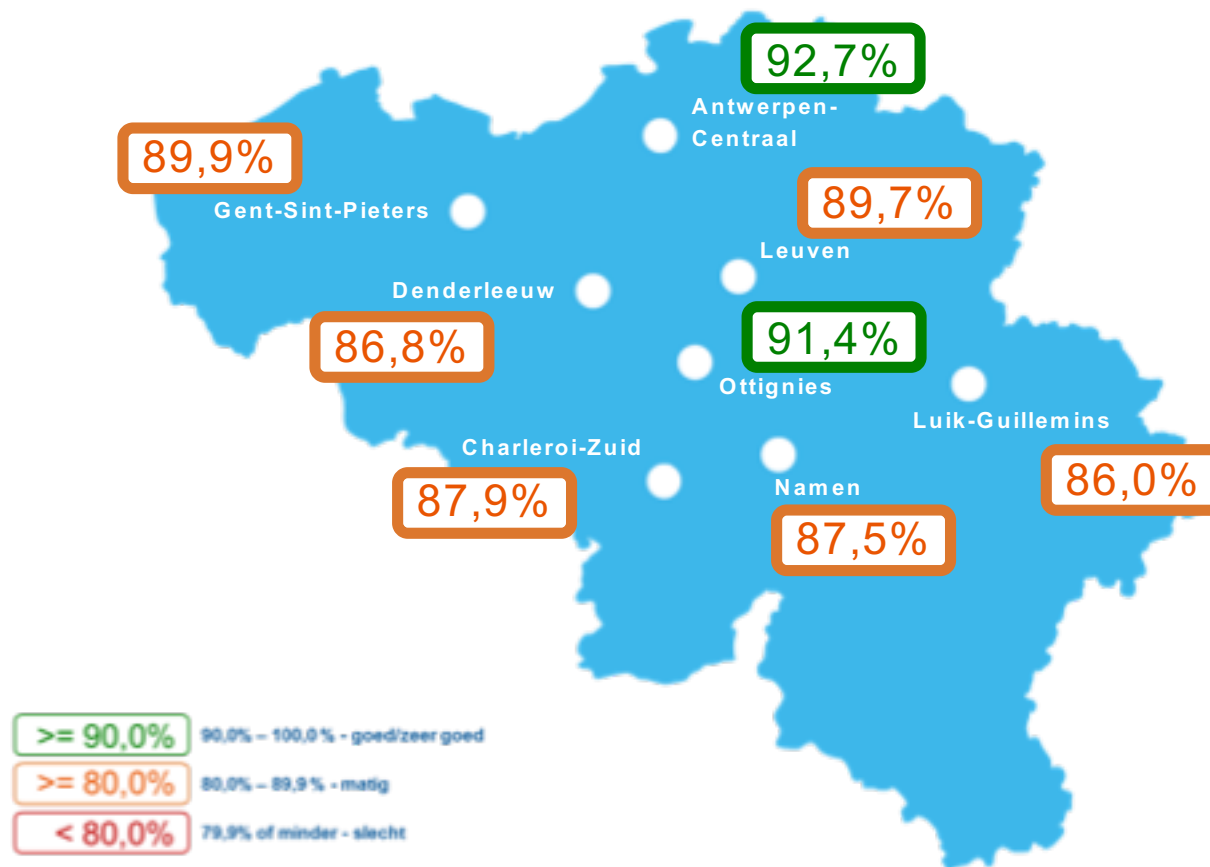 92,7%
Antwerpen-
Centraal
89,9%
Gent-Sint-Pieters
89,7%
Leuven
Denderleeuw
86,8%
91,4%
Ottignies
Luik-Guillemins
86,0%
Charleroi-Zuid
87,9%
Namen
87,5%
>= 90,0% 90,0% – 100,0 % - goed/zeer goed
>= 80,0% 80,0% – 89,9 % - matig
< 80,0% 79,9% of minder - slecht